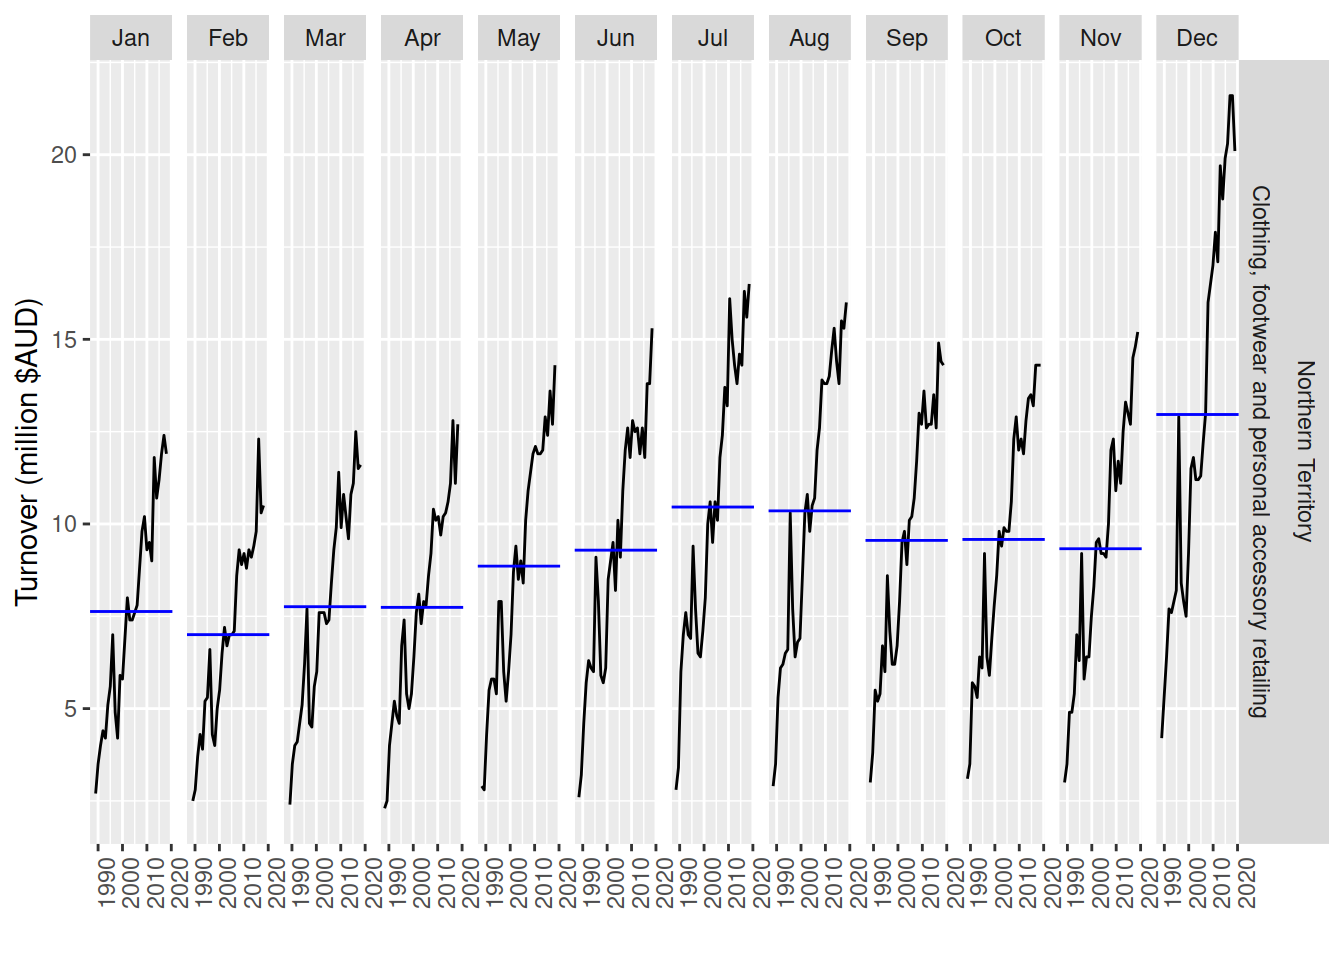 Jan Feb Mar Apr May Jun Jul Aug Sep Oct Nov Dec
Turnover (million $AUD)
20
15
10
5
Clothing, footwear and personal accessory retailing
Northern Territory
1990 2000 2010 2020 1990 2000 2010 2020 1990 2000 2010 2020 1990 2000 2010 2020 1990 2000 2010 2020 1990 2000 2010 2020 1990 2000 2010 2020 1990 2000 2010 2020 1990 2000 2010 2020 1990 2000 2010 2020 1990 2000 2010 2020 1990 2000 2010 2020